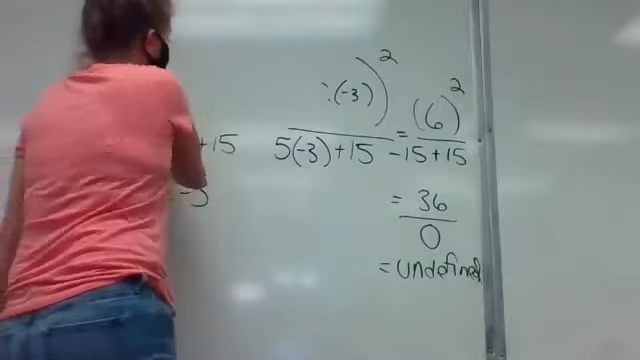 :(-3))²
5(-3)+15 = (6)² / -15+15
+15
-3
= 36/0
= undefined